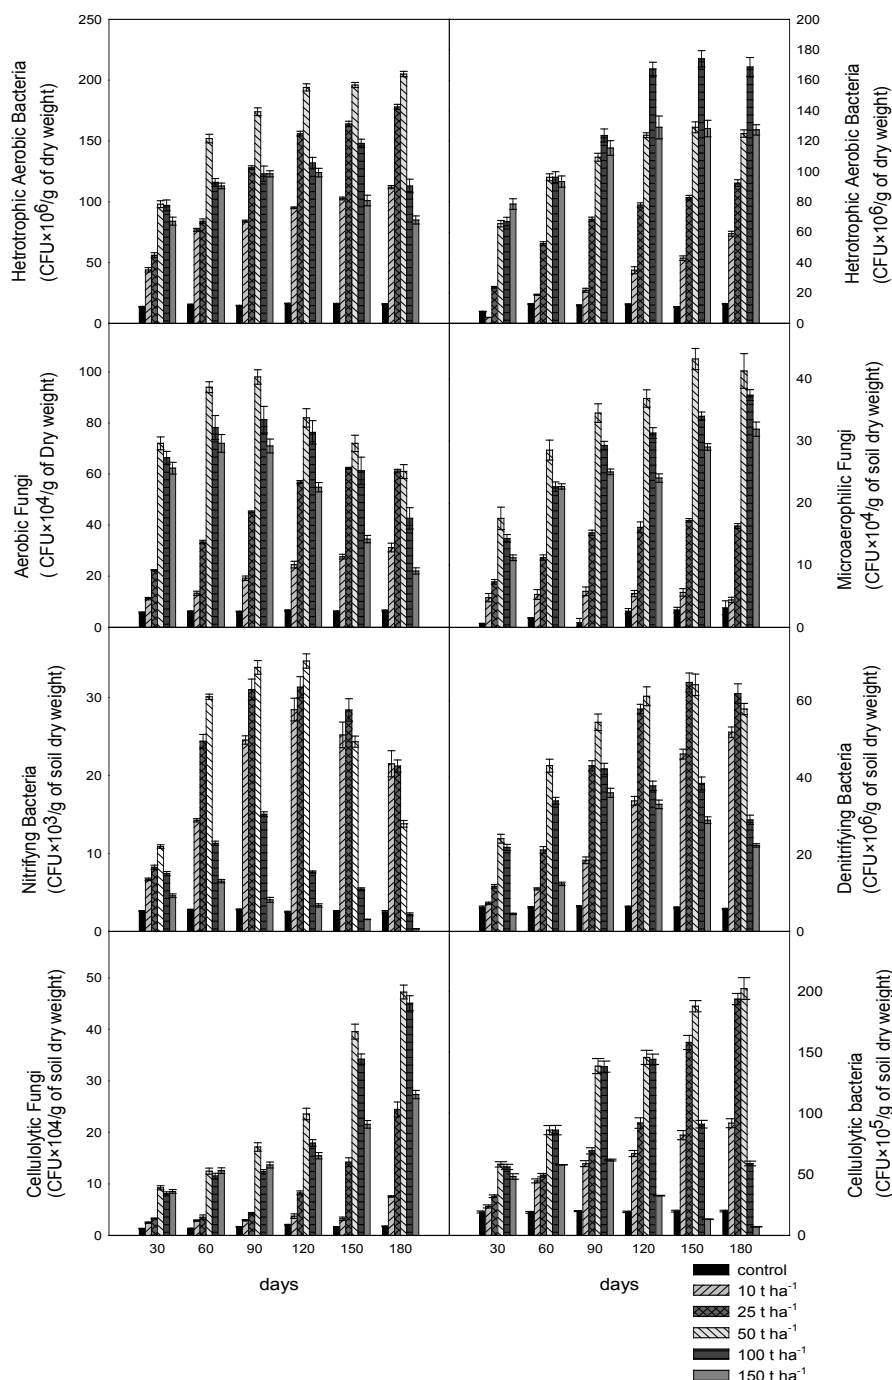 250
200
150
100
50
0
Hetrotrophic Aerobic Bacteria
(CFU×10⁶/g of dry weight)
200
180
160
140
120
100
80
60
40
20
0
Hetrotrophic Aerobic Bacteria
(CFU×10⁶/g of dry weight)
100
80
60
40
20
0
Aerobic Fungi
( CFU×10⁴/g of Dry weight)
40
30
20
10
0
Microaerophilic Fungi
(CFU×10⁴/g of soil dry weight)
30
20
10
0
Nitrifyng Bacteria
(CFU×10³/g of soil dry weight)
60
40
20
0
Denitrifying Bacteria
(CFU×10⁶/g of soil dry weight)
50
40
30
20
10
0
Cellulolytic Fungi
(CFU×104/g of soil dry weight)
200
150
100
50
0
Cellulolytic bacteria
(CFU×10⁵/g of soil dry weight)
30 60 90 120 150 180
30 60 90 120 150 180
days
days
control
10 t ha⁻¹
25 t ha⁻¹
50 t ha⁻¹
100 t ha⁻¹
150 t ha⁻¹